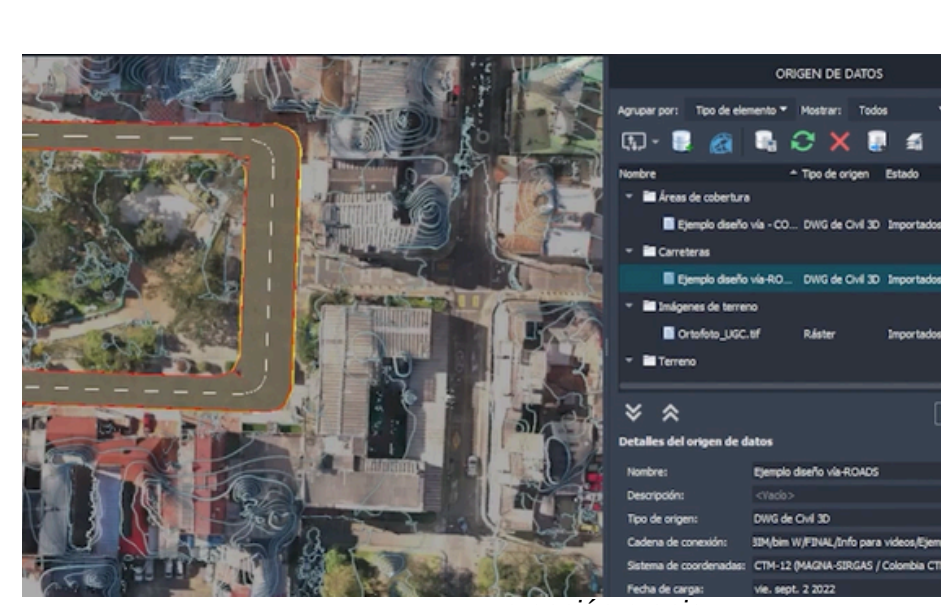 ORIGEN DE DATOS
Agrupar por: Tipo de elemento Mostrar: Todos
Nombre Tipo de origen Estado
Áreas de cobertura
Ejemplo diseño vía - CO... DWG de Civil 3D Importados
Carreteras
Ejemplo diseño vía-RO... DWG de Civil 3D Importados
Imágenes de terreno
Ortofoto_UGC.tif Ráster Importados
Terreno
Detalles del origen de datos
Nombre: Ejemplo diseño vía-ROADS
Descripción: <Vacío>
Tipo de origen: DWG de Civil 3D
Cadena de conexión: BIM/bim W/FINAL/Info para videos/Ejem
Sistema de coordenadas: CTM-12 (MAGNA-SIRGAS / Colombia CT
Fecha de carga: vie. sept. 2 2022